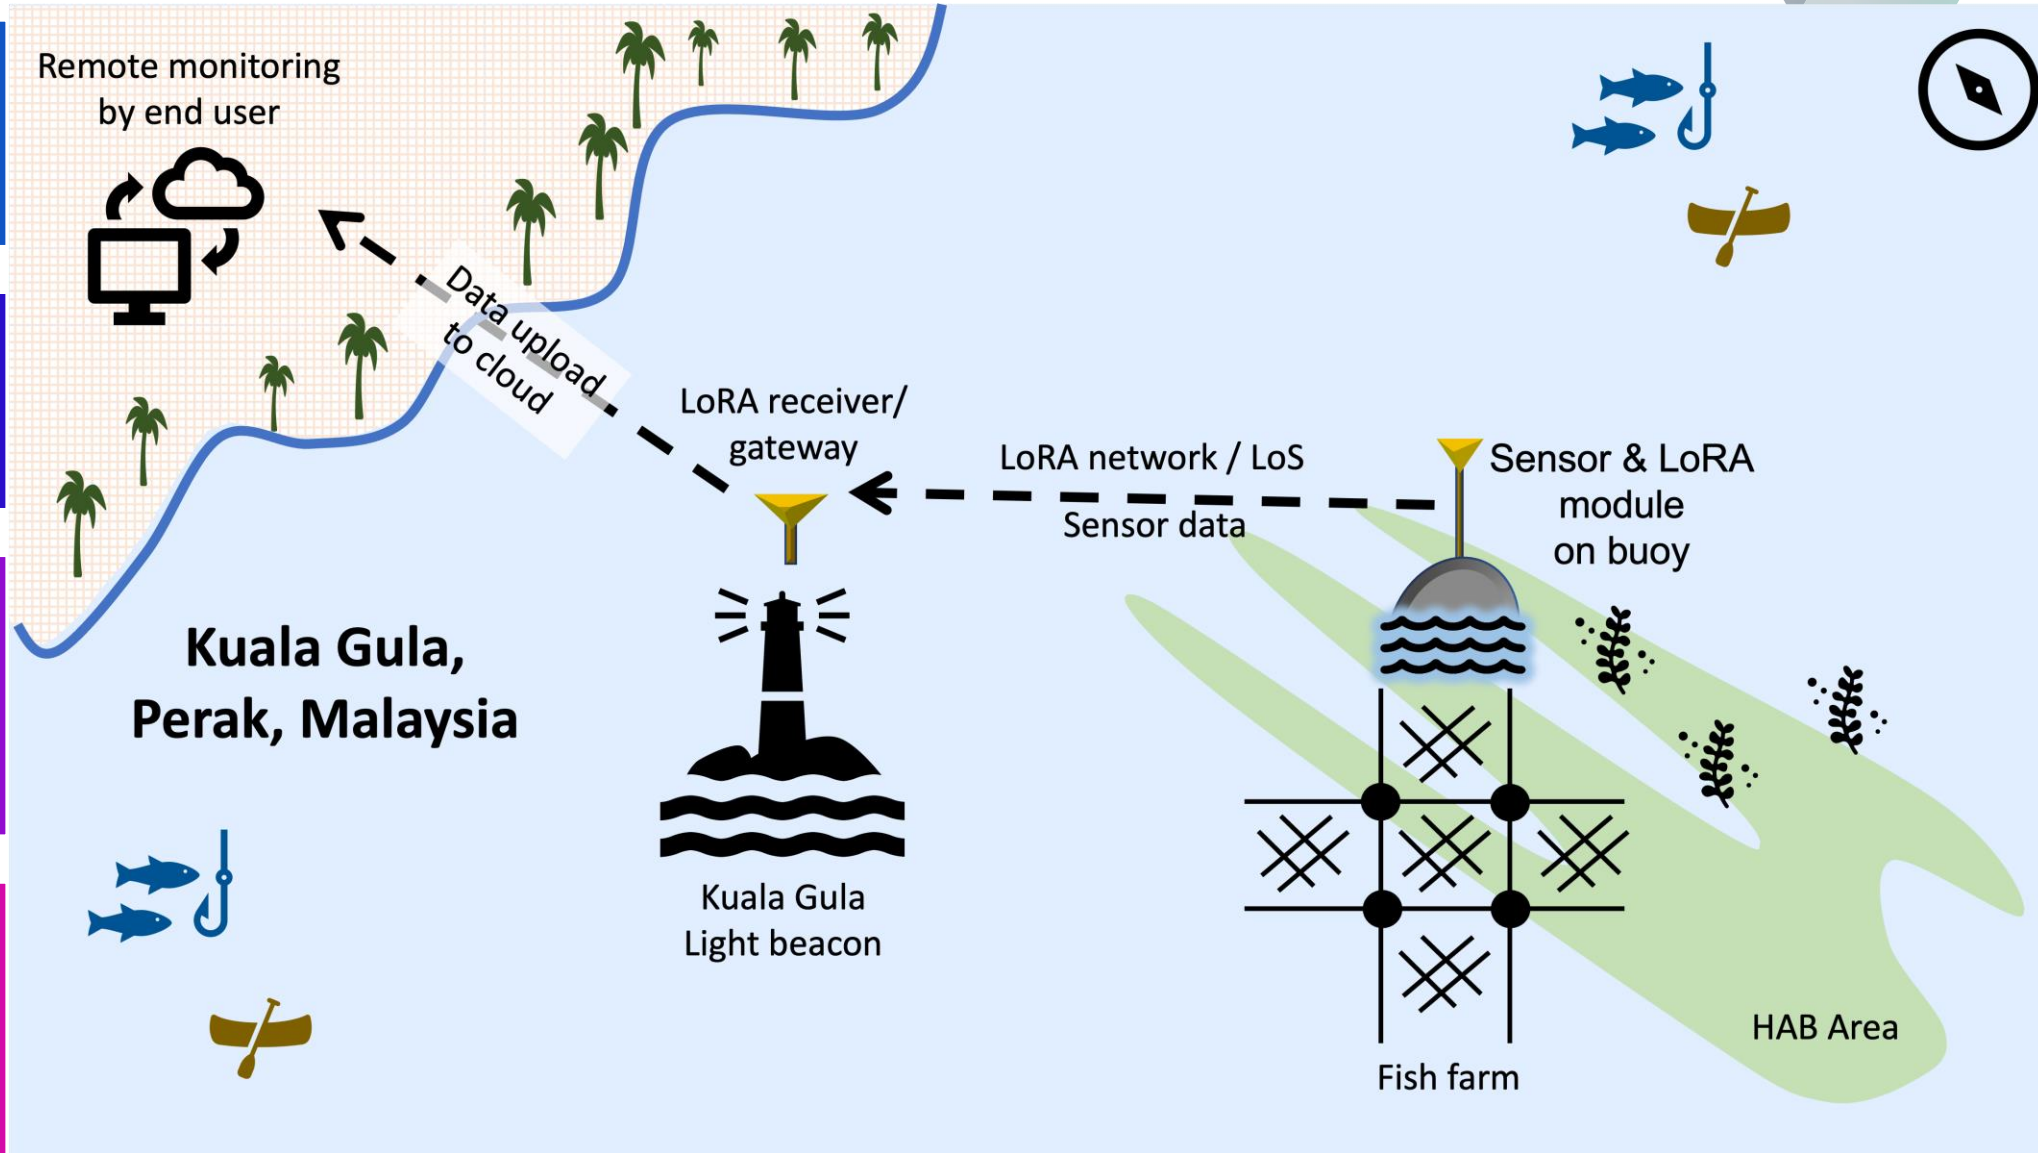 Remote monitoring
by end user
Data upload
to cloud
LoRA receiver/
gateway
LoRA network / LoS
Sensor data
Sensor & LoRA
module
on buoy
Kuala Gula,
Perak, Malaysia
Kuala Gula
Light beacon
HAB Area
Fish farm